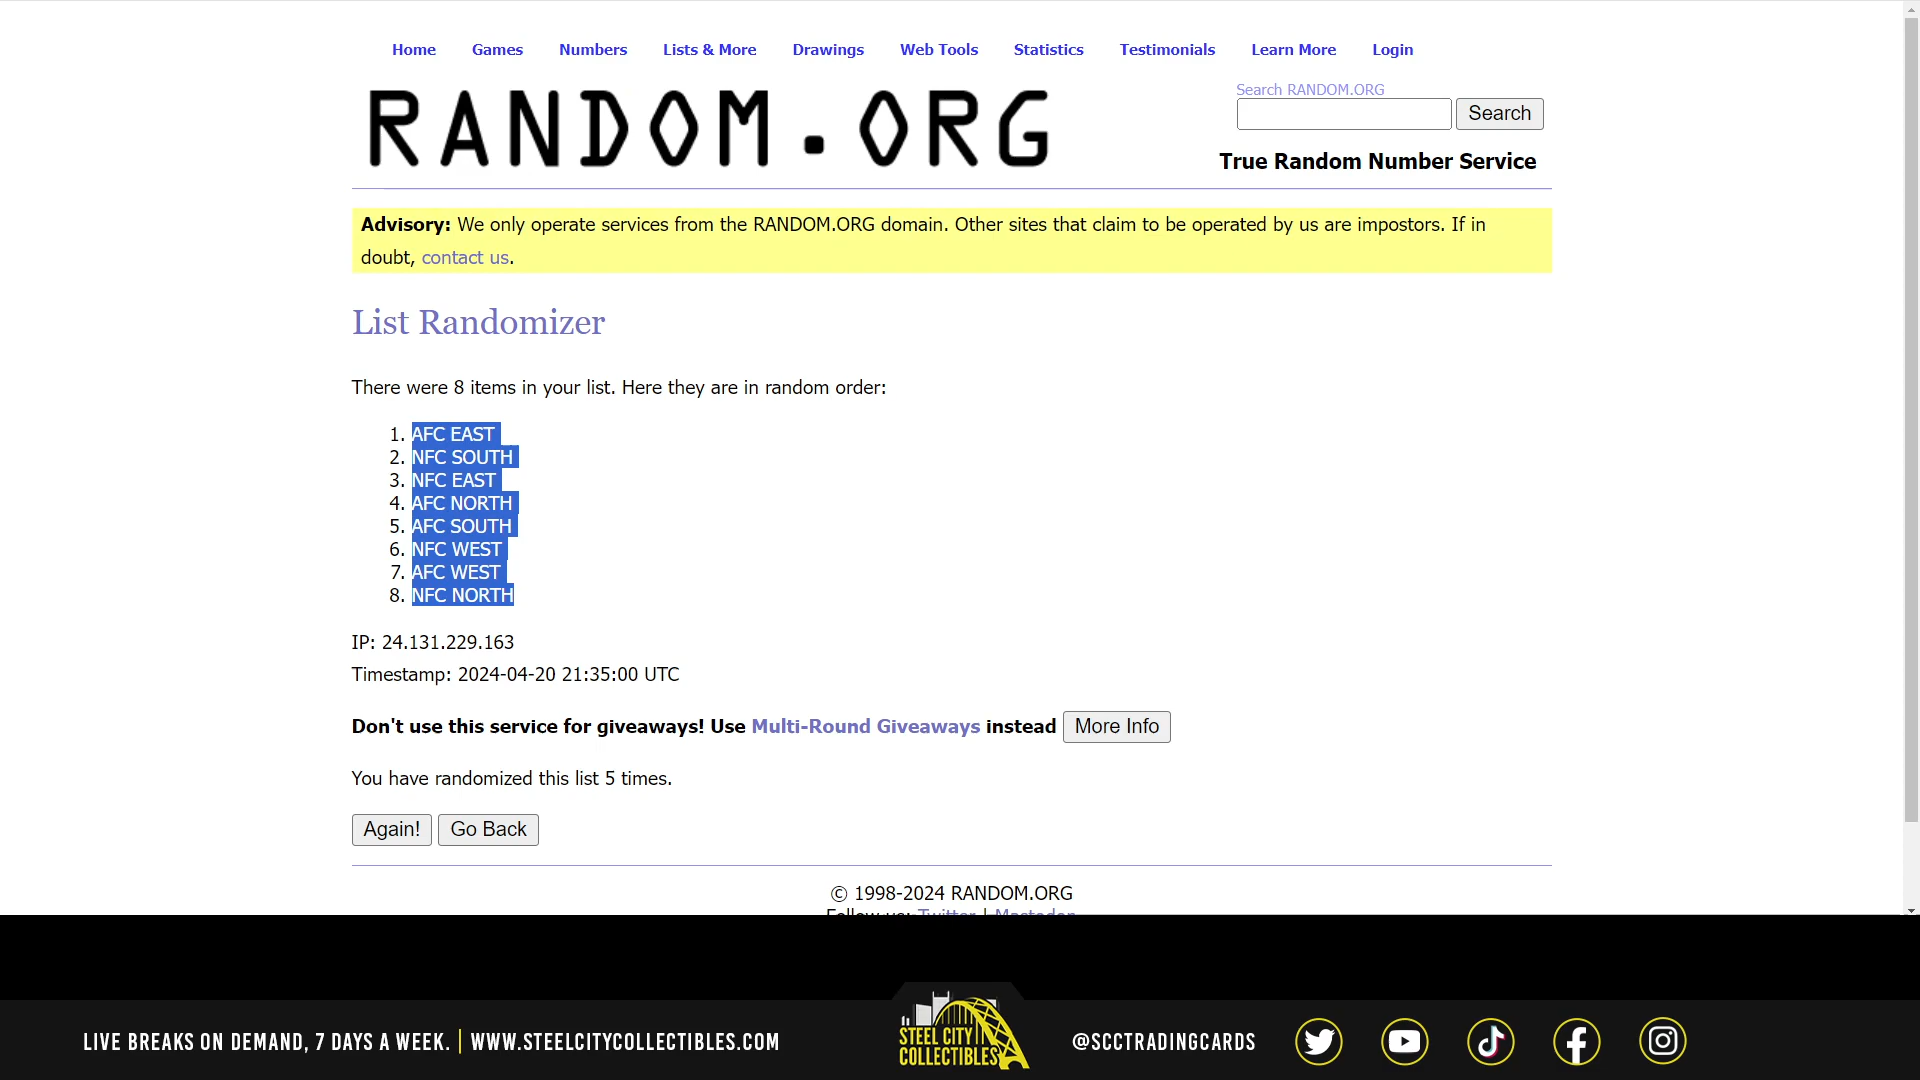 Home Games Numbers Lists & More Drawings Web Tools Statistics Testimonials Learn More Login
RANDOM.ORG
Search RANDOM.ORG
Search
True Random Number Service
Advisory: We only operate services from the RANDOM.ORG domain. Other sites that claim to be operated by us are impostors. If in
doubt, contact us.
List Randomizer
There were 8 items in your list. Here they are in random order:
1. AFC EAST
2. NFC SOUTH
3. NFC EAST
4. AFC NORTH
5. AFC SOUTH
6. NFC WEST
7. AFC WEST
8. NFC NORTH
IP: 24.131.229.163
Timestamp: 2024-04-20 21:35:00 UTC
Don't use this service for giveaways! Use Multi-Round Giveaways instead More Info
You have randomized this list 5 times.
Again! Go Back
© 1998-2024 RANDOM.ORG
Follow us: Twitter | Mastodon
LIVE BREAKS ON DEMAND, 7 DAYS A WEEK. | WWW.STEELCITYCOLLECTIBLES.COM
STEEL CITY
COLLECTIBLES
@SCCTRADINGCARDS